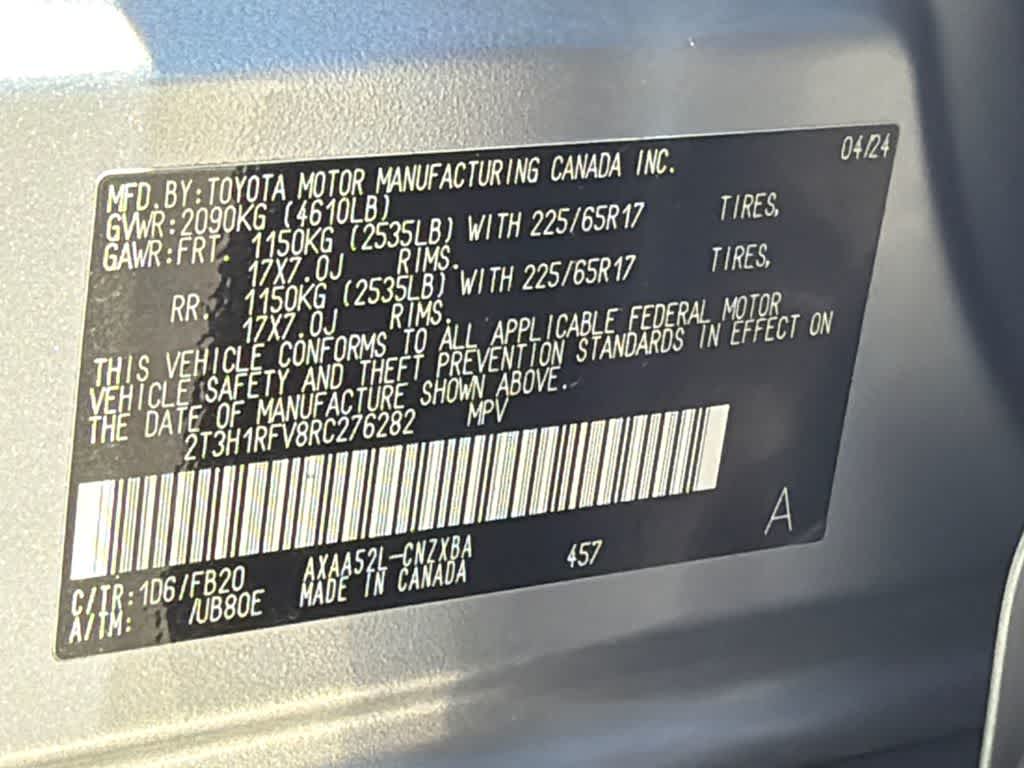 04/24
MFD.BY:TOYOTA MOTOR MANUFACTURING CANADA INC.
GVWR:2090KG (4610LB)
GAWR:FRT. 1150KG (2535LB) WITH 225/65R17 TIRES,
17X7.0J RIMS.
RR. 1150KG (2535LB) WITH 225/65R17 TIRES,
17X7.0J RIMS.
THIS VEHICLE CONFORMS TO ALL APPLICABLE FEDERAL MOTOR
VEHICLE SAFETY AND THEFT PREVENTION STANDARDS IN EFFECT ON
THE DATE OF MANUFACTURE SHOWN ABOVE.
2T3H1RFV8RC276282 MPV
A
C/TR:1D6/FB20 AXAA52L-CNZXBA 457
A/TM: /UB80E MADE IN CANADA